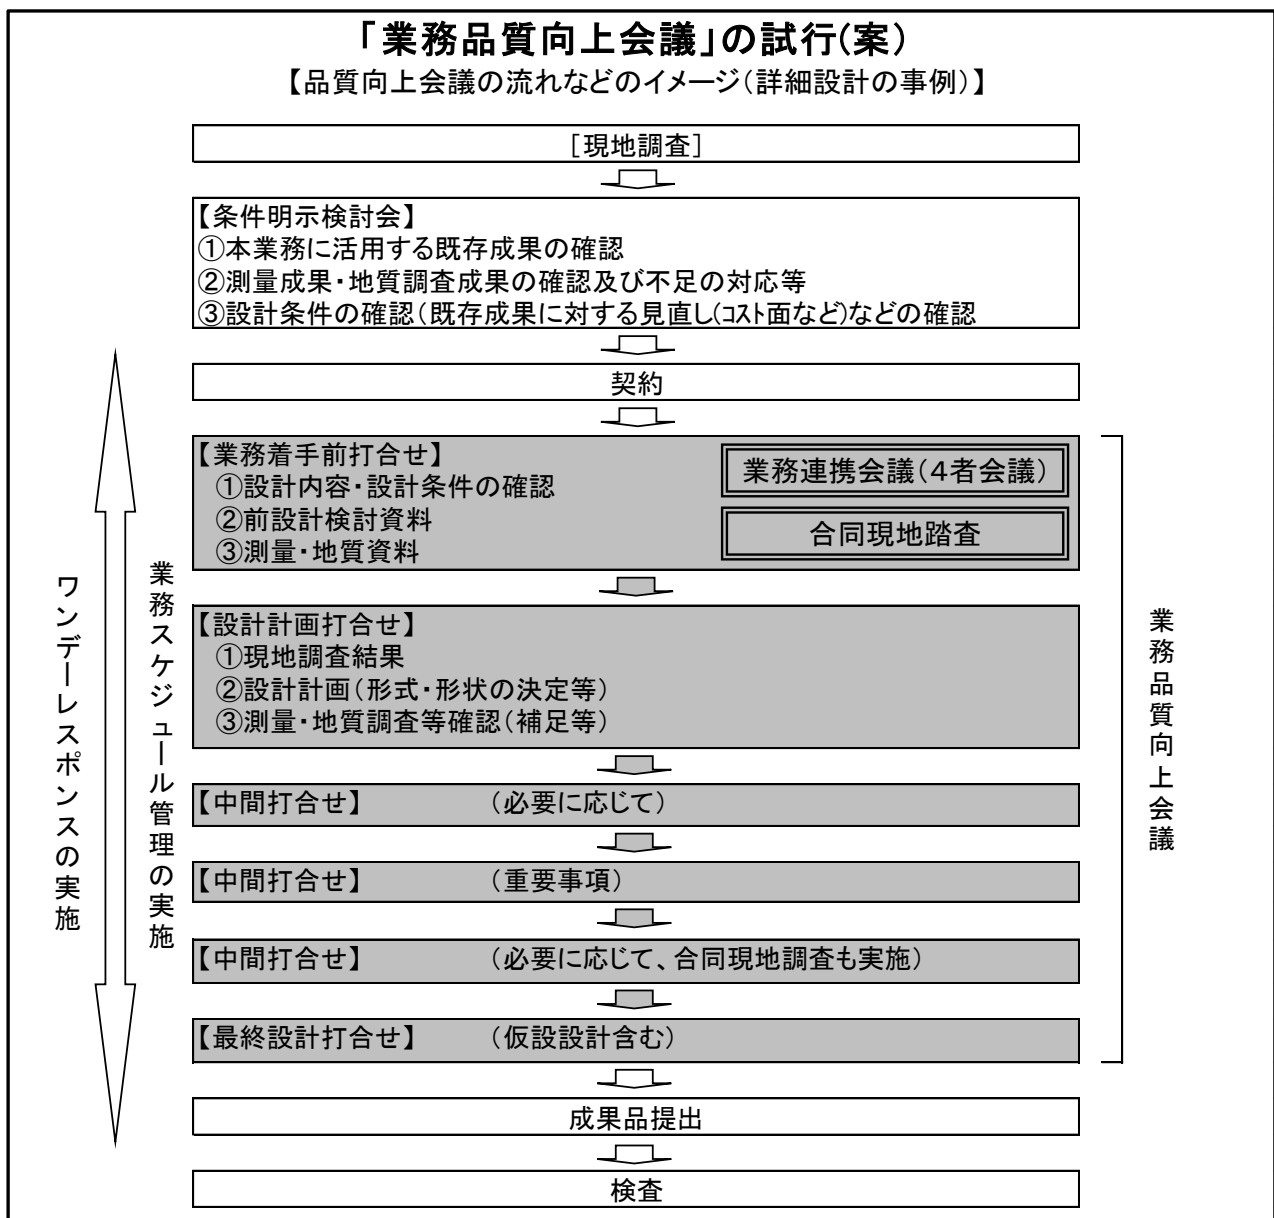 「業務品質向上会議」の試行(案)
【品質向上会議の流れなどのイメージ(詳細設計の事例)】
[現地調査]
【条件明示検討会】
①本業務に活用する既存成果の確認
②測量成果・地質調査成果の確認及び不足の対応等
③設計条件の確認(既存成果に対する見直し(コスト面など)などの確認
契約
【業務着手前打合せ】
①設計内容・設計条件の確認
②前設計検討資料
③測量・地質資料
業務連携会議(4者会議)
合同現地踏査
【設計計画打合せ】
①現地調査結果
②設計計画(形式・形状の決定等)
③測量・地質調査等確認(補足等)
【中間打合せ】 (必要に応じて)
【中間打合せ】 (重要事項)
【中間打合せ】 (必要に応じて、合同現地調査も実施)
【最終設計打合せ】 (仮設設計含む)
成果品提出
検査
ワンデーレスポンスの実施
業務スケジュール管理の実施
業務品質向上会議